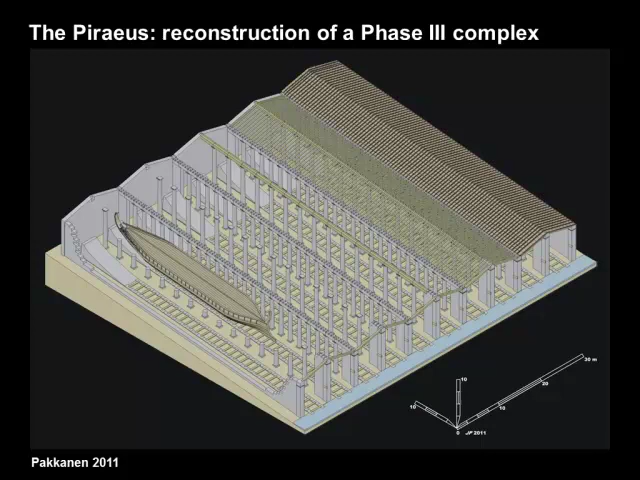 The Piraeus: reconstruction of a Phase III complex
30 m
20
10
10
10
0
JP 2011
Pakkanen 2011